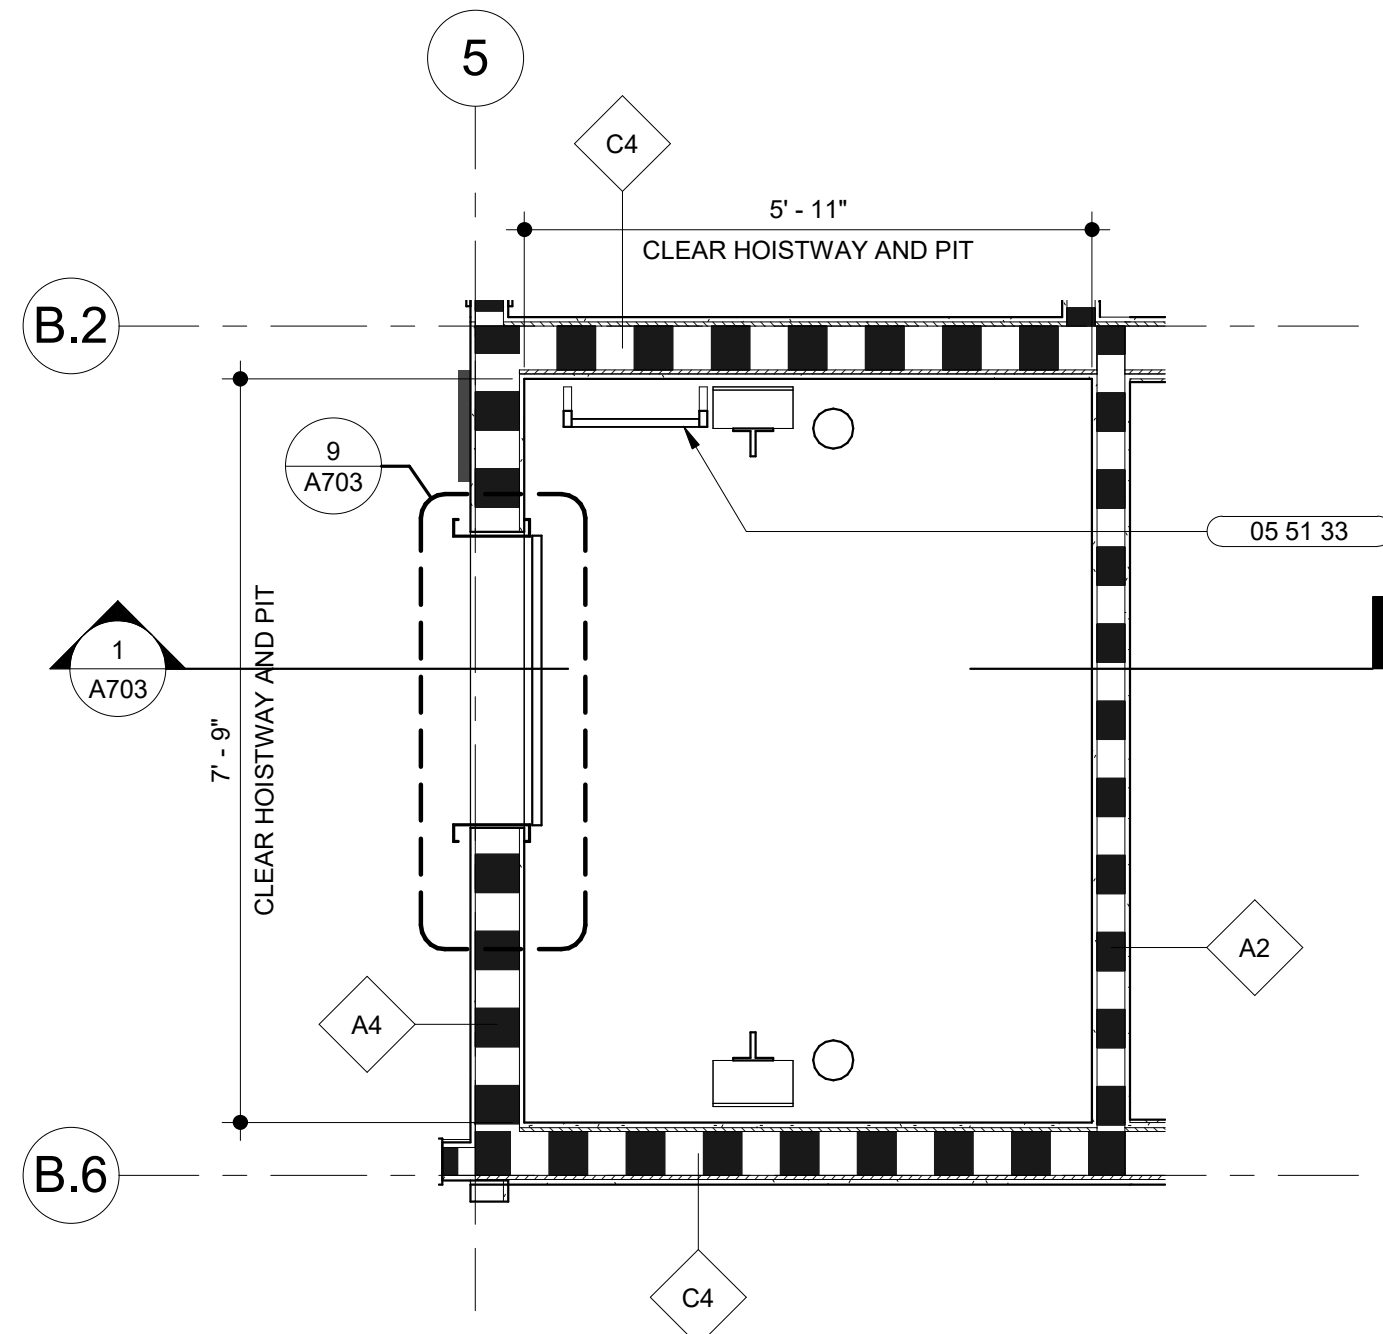 5
C4
5' - 11"
CLEAR HOISTWAY AND PIT
B.2
9
A703
05 51 33
1
A703
7' - 9"
CLEAR HOISTWAY AND PIT
A2
A4
B.6
C4